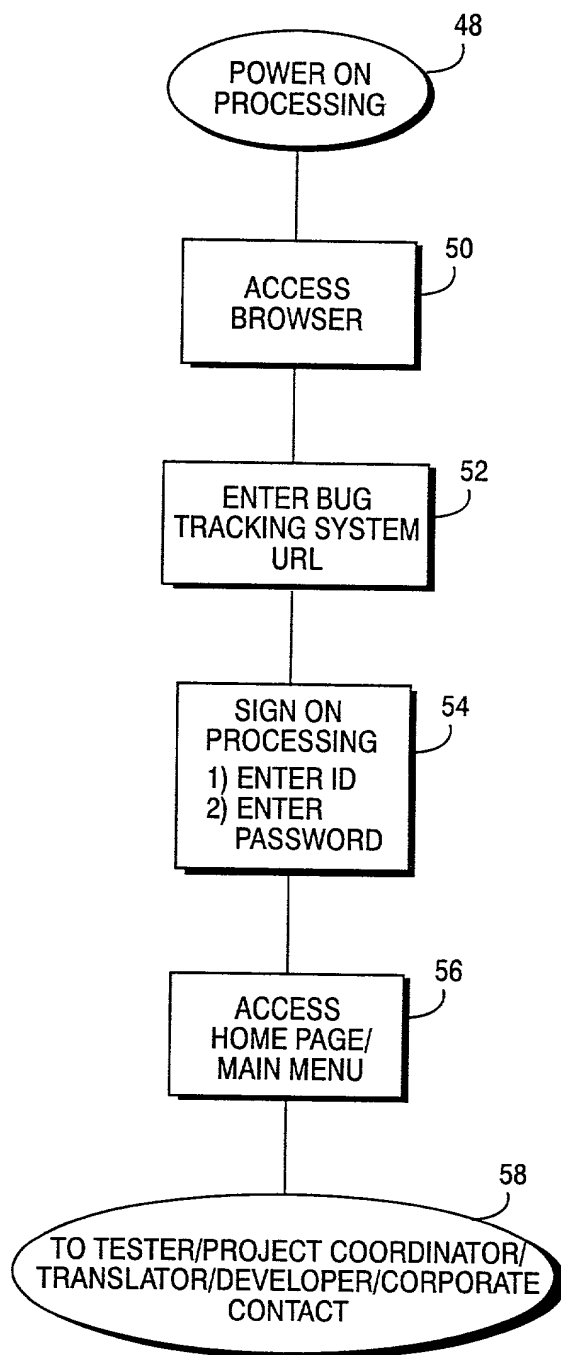 48
POWER ON
PROCESSING
50
ACCESS
BROWSER
52
ENTER BUG
TRACKING SYSTEM
URL
54
SIGN ON
PROCESSING
1) ENTER ID
2) ENTER
PASSWORD
56
ACCESS
HOME PAGE/
MAIN MENU
58
TO TESTER/PROJECT COORDINATOR/
TRANSLATOR/DEVELOPER/CORPORATE
CONTACT